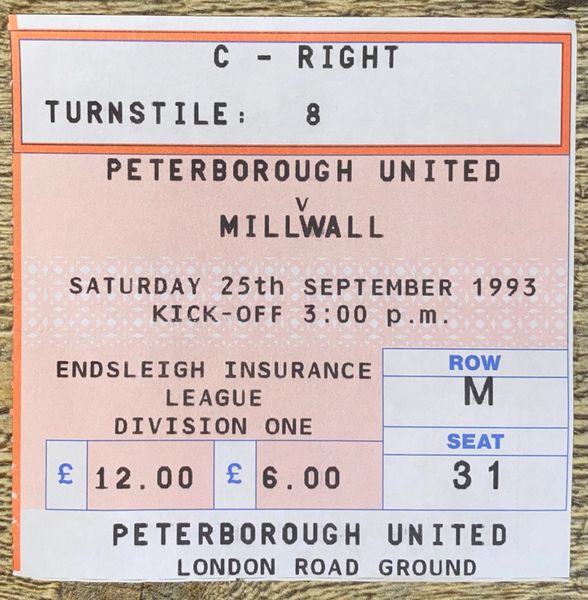 C - RIGHT
TURNSTILE: 8
PETERBOROUGH UNITED
v
MILLWALL
SATURDAY 25th SEPTEMBER 1993
KICK-OFF 3:00 p.m.
ENDSLEIGH INSURANCE
LEAGUE
DIVISION ONE
ROW
M
SEAT
31
£ 12.00 £ 6.00
PETERBOROUGH UNITED
LONDON ROAD GROUND